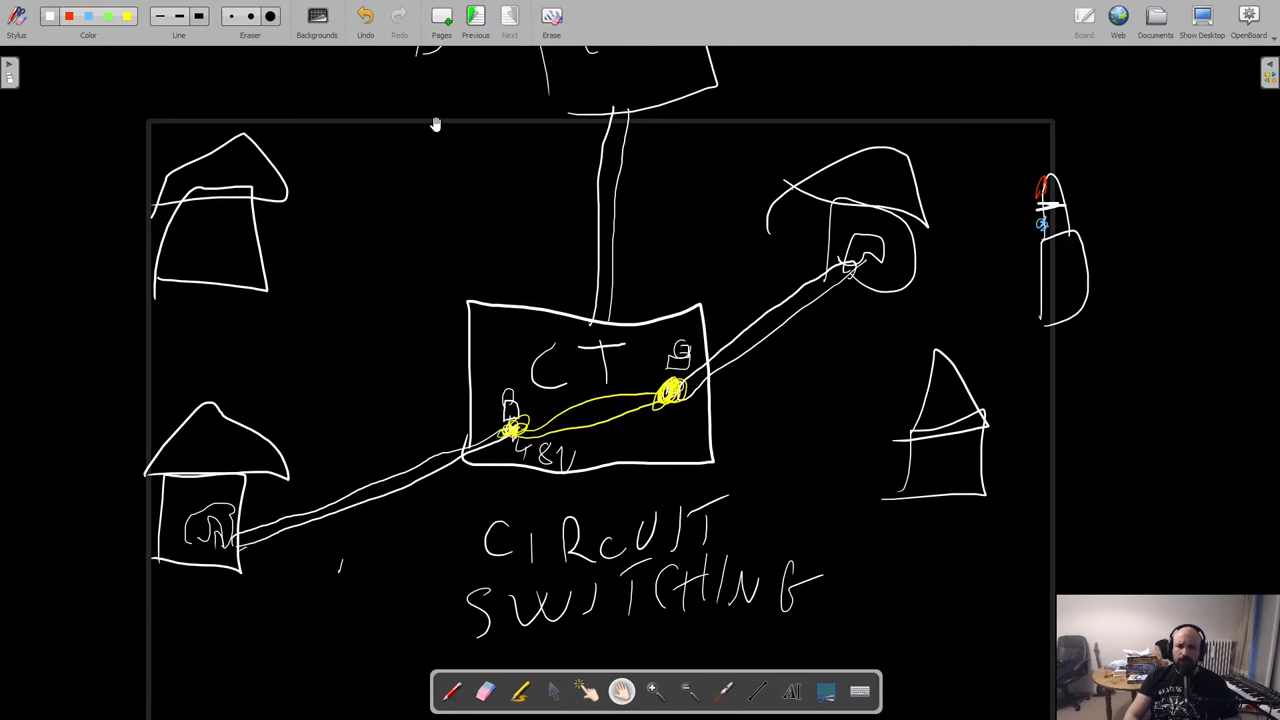 Stylus
Color
Line
Eraser
Backgrounds
Undo
Redo
Pages
Previous
Next
Erase
Board
Web
Documents
Show Desktop
OpenBoard
CT
48V
CIRCUIT
SWITCHING